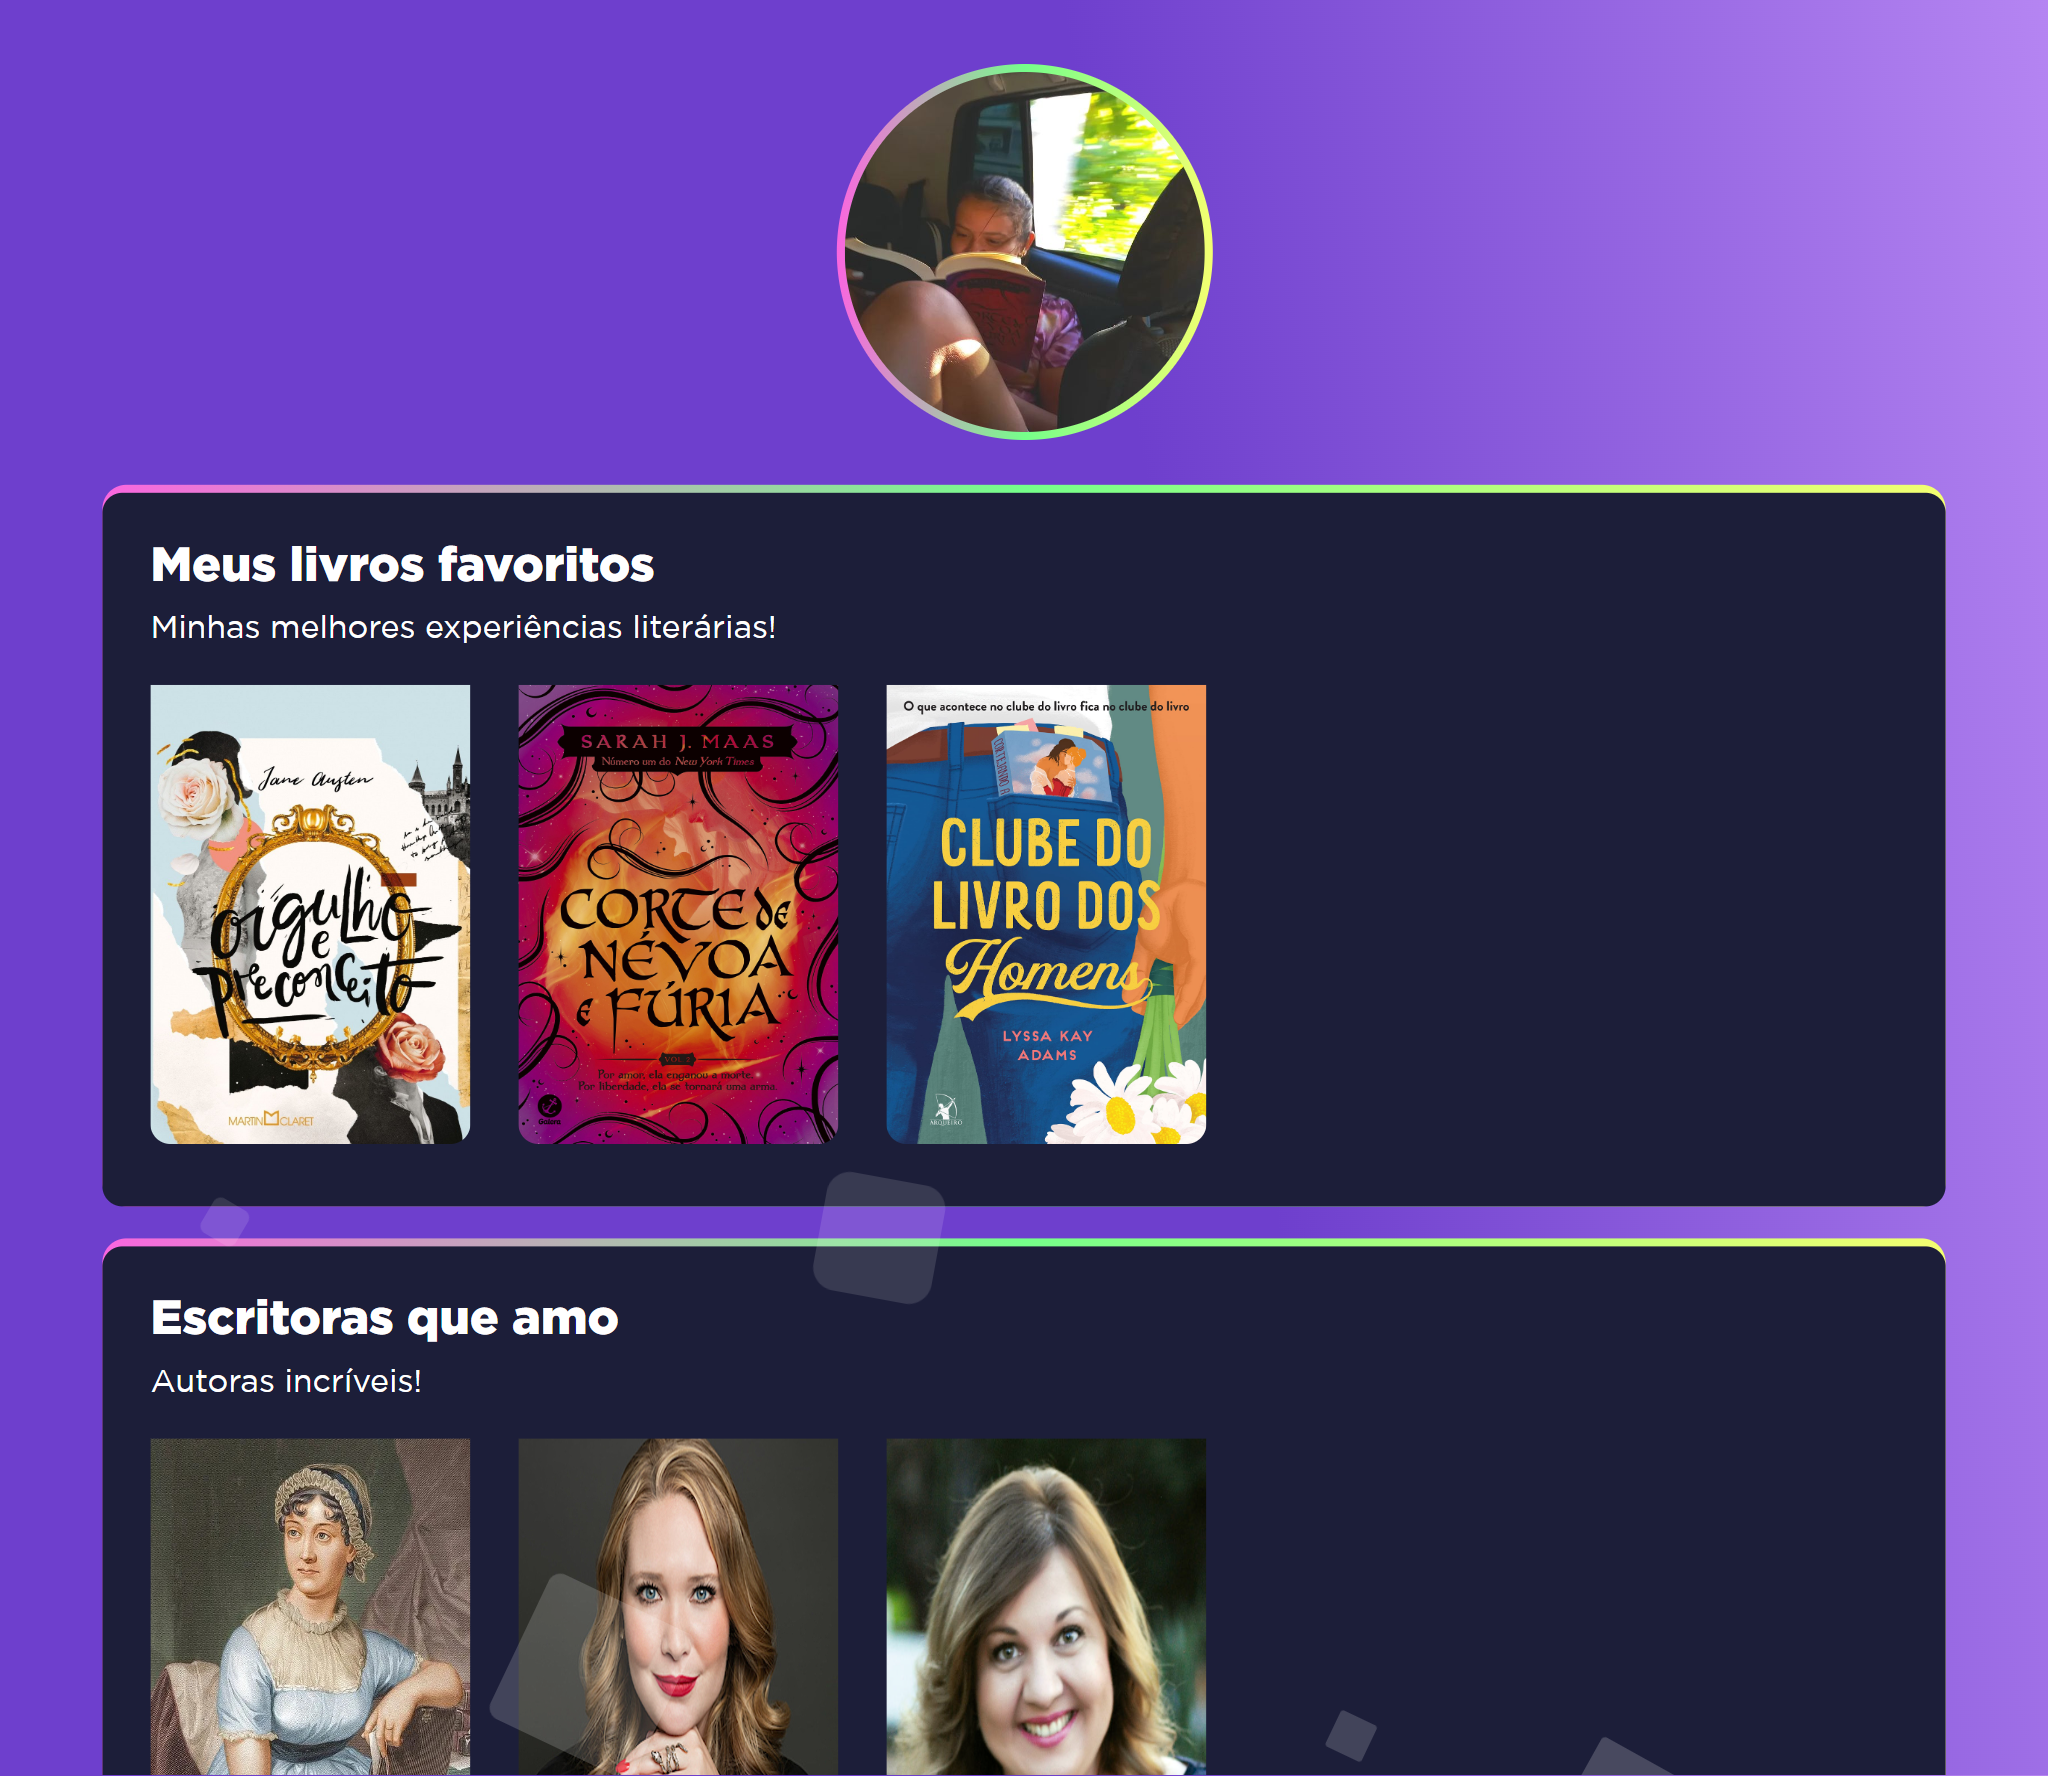 Meus livros favoritos
Minhas melhores experiências literárias!
Jane Austen
orgulho
e
preconceito
MARTIN CLARET
SARAH J. MAAS
Número um do New York Times
CORTE de
NÉVOA
e FÚRIA
VOL. 2
Por amor, ela enganou a morte.
Por liberdade, ela se tornará uma arma.
Galera
O que acontece no clube do livro fica no clube do livro
CLUBE DO
LIVRO DOS
Homens
LYSSA KAY
ADAMS
ARQUEIRO
Escritoras que amo
Autoras incríveis!